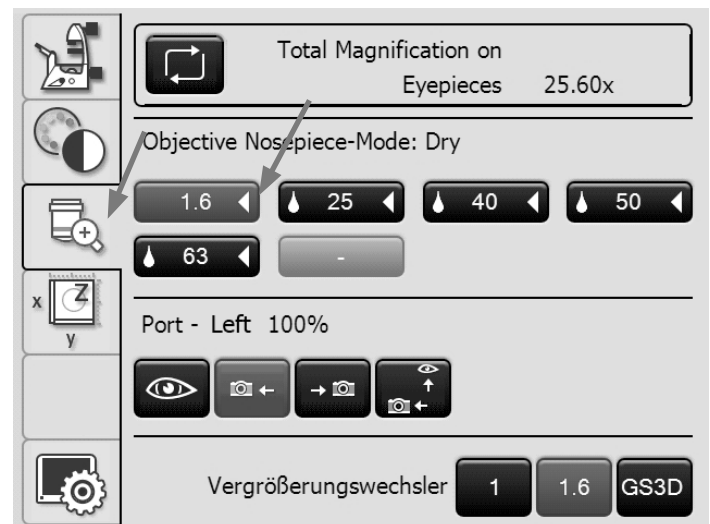 Total Magnification on
Eyepieces 25.60x
Objective Nosepiece-Mode: Dry
1.6 25 40 50
63 -
x Z
y
Port - Left 100%
Vergrößerungswechsler 1 1.6 GS3D